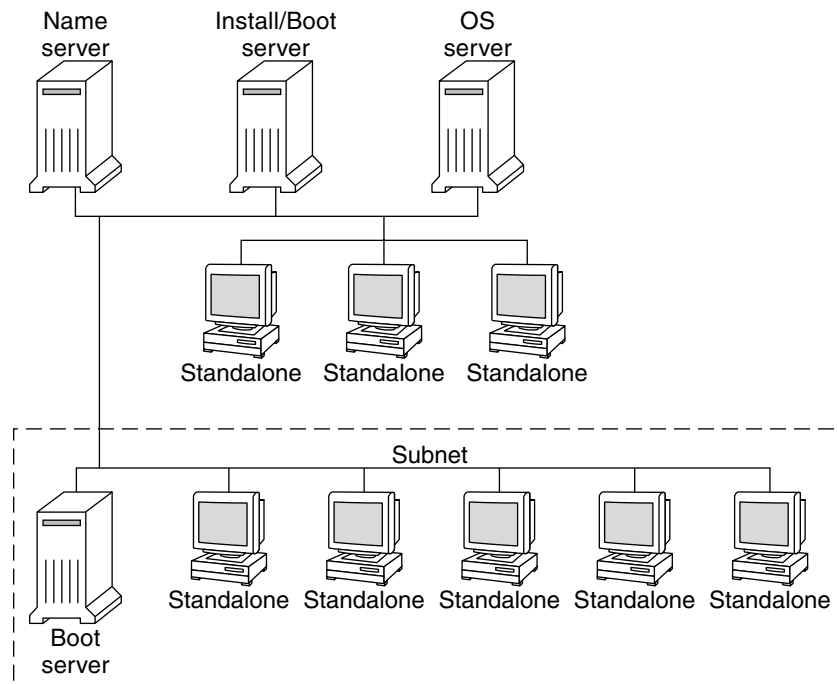 Name
server
Install/Boot
server
OS
server
Standalone
Standalone
Standalone
Subnet
Boot
server
Standalone
Standalone
Standalone
Standalone
Standalone